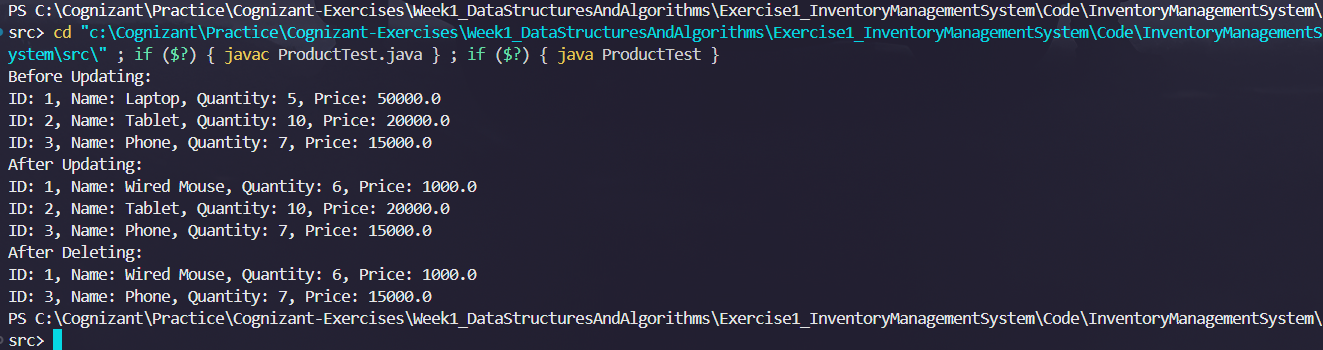 PS C:\Cognizant\Practice\Cognizant-Exercises\Week1_DataStructuresAndAlgorithms\Exercise1_InventoryManagementSystem\Code\InventoryManagementSystem\
src> cd "c:\Cognizant\Practice\Cognizant-Exercises\Week1_DataStructuresAndAlgorithms\Exercise1_InventoryManagementSystem\Code\InventoryManagementS
ystem\src\" ; if ($?) { javac ProductTest.java } ; if ($?) { java ProductTest }
Before Updating:
ID: 1, Name: Laptop, Quantity: 5, Price: 50000.0
ID: 2, Name: Tablet, Quantity: 10, Price: 20000.0
ID: 3, Name: Phone, Quantity: 7, Price: 15000.0
After Updating:
ID: 1, Name: Wired Mouse, Quantity: 6, Price: 1000.0
ID: 2, Name: Tablet, Quantity: 10, Price: 20000.0
ID: 3, Name: Phone, Quantity: 7, Price: 15000.0
After Deleting:
ID: 1, Name: Wired Mouse, Quantity: 6, Price: 1000.0
ID: 3, Name: Phone, Quantity: 7, Price: 15000.0
PS C:\Cognizant\Practice\Cognizant-Exercises\Week1_DataStructuresAndAlgorithms\Exercise1_InventoryManagementSystem\Code\InventoryManagementSystem\
src>